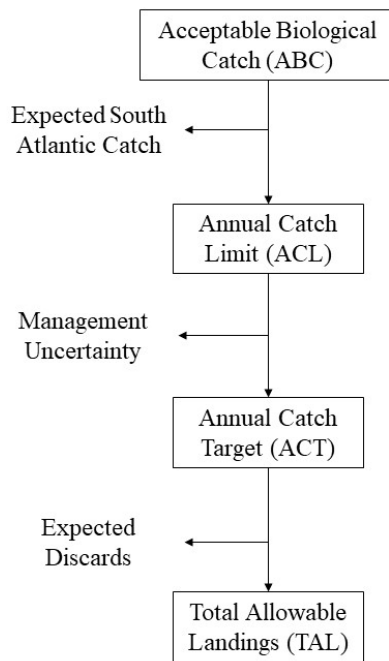 Acceptable Biological
Catch (ABC)
Expected South
Atlantic Catch
Annual Catch
Limit (ACL)
Management
Uncertainty
Annual Catch
Target (ACT)
Expected
Discards
Total Allowable
Landings (TAL)